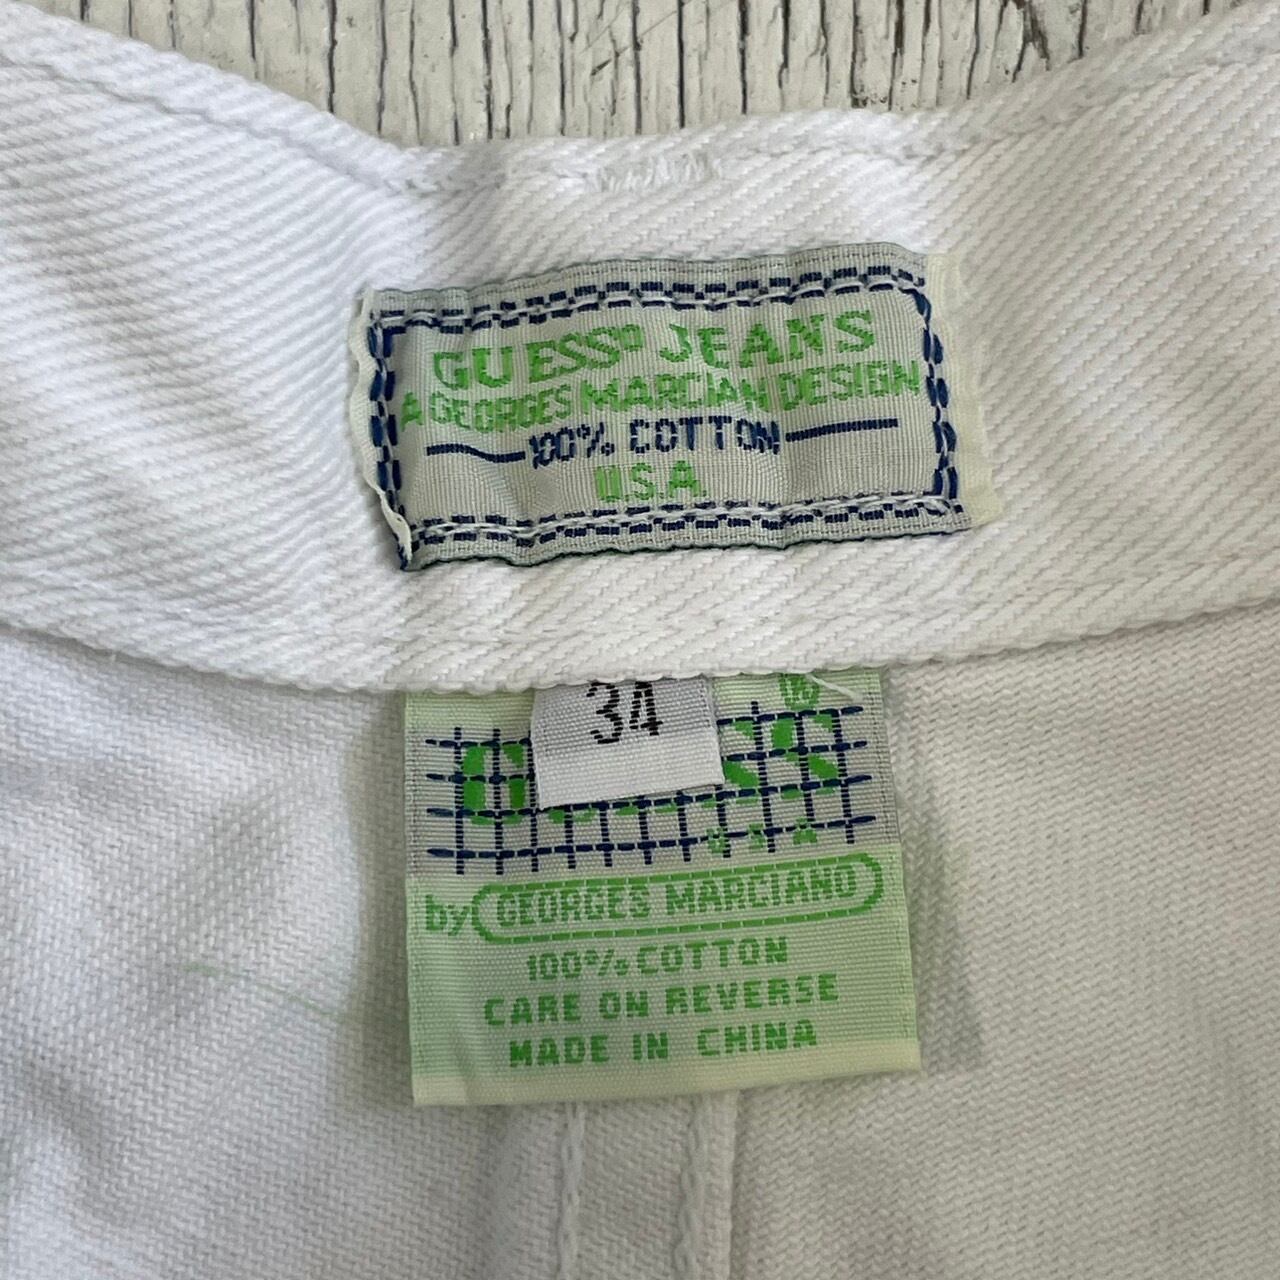 GUESS® JEANS
A GEORGES MARCIAN DESIGN
100% COTTON
U.S.A.
34
®
G SS
U S A
by GEORGES MARCIANO
100% COTTON
CARE ON REVERSE
MADE IN CHINA